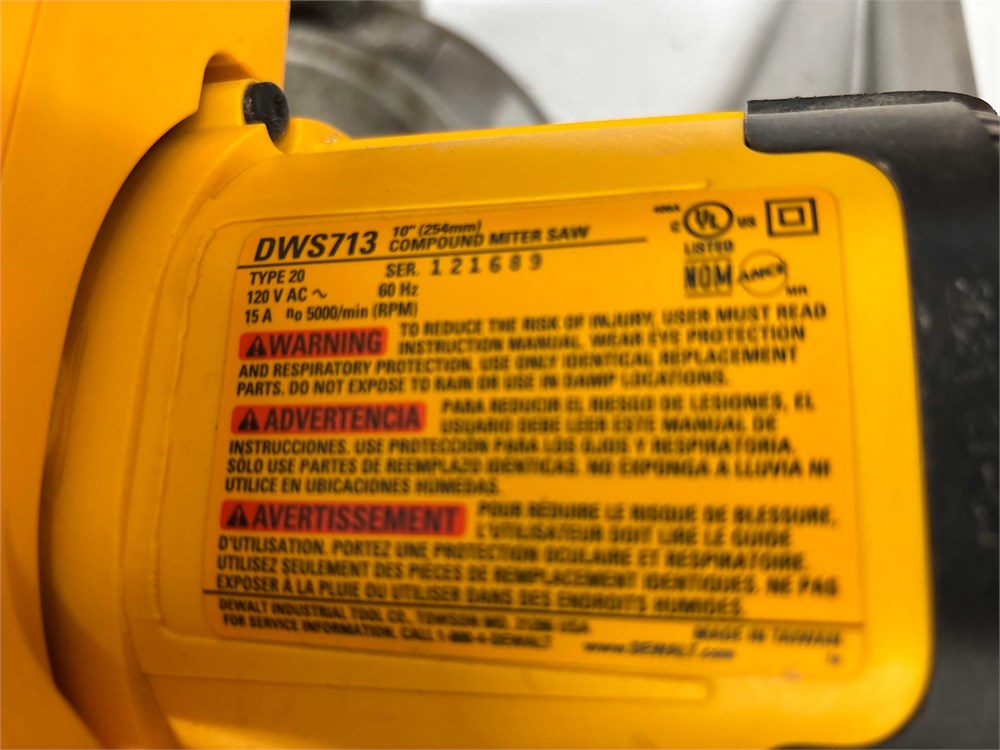 DWS713 10" (254mm) COMPOUND MITER SAW
TYPE 20 SER. 121689
120 V AC ~ 60 Hz
15 A no 5000/min (RPM)
C UL US
LISTED
NOM ANCE
WARNING TO REDUCE THE RISK OF INJURY, USER MUST READ
INSTRUCTION MANUAL. WEAR EYE PROTECTION
AND RESPIRATORY PROTECTION. USE ONLY IDENTICAL REPLACEMENT
PARTS. DO NOT EXPOSE TO RAIN OR USE IN DAMP LOCATIONS.
ADVERTENCIA PARA REDUCIR EL RIESGO DE LESIONES, EL
USUARIO DEBE LEER ESTE MANUAL DE
INSTRUCCIONES. USE PROTECCIÓN PARA LOS OJOS Y RESPIRATORIA.
SÓLO USE PARTES DE REEMPLAZO IDÉNTICAS. NO EXPONGA A LLUVIA NI
UTILICE EN UBICACIONES HÚMEDAS.
AVERTISSEMENT POUR RÉDUIRE LE RISQUE DE BLESSURE,
L'UTILISATEUR DOIT LIRE LE GUIDE
D'UTILISATION. PORTEZ UNE PROTECTION OCULAIRE ET RESPIRATOIRE.
UTILISEZ SEULEMENT DES PIÈCES DE REMPLACEMENT IDENTIQUES. NE PAS
EXPOSER À LA PLUIE OU UTILISER DANS DES ENDROITS HUMIDES.
DEWALT INDUSTRIAL TOOL CO., TOWSON MD. 21286 USA
FOR SERVICE INFORMATION, CALL 1-800-4-DEWALT www.DEWALT.com MADE IN TAIWAN